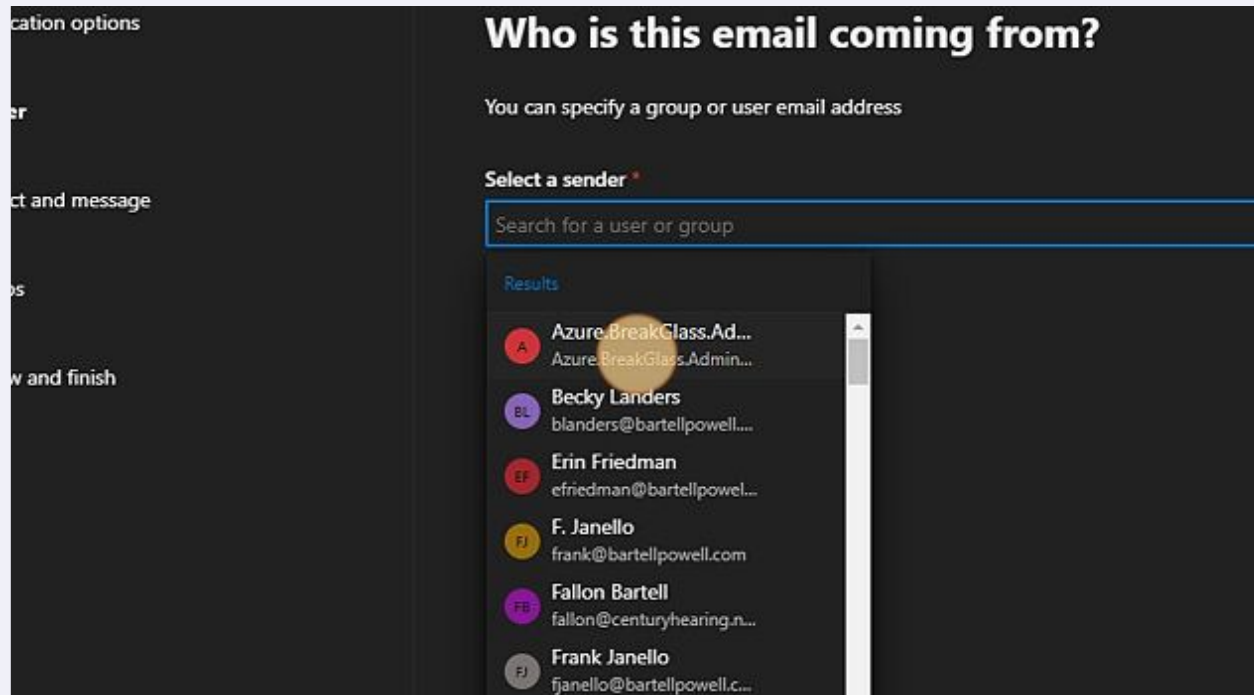 cation options
er
ct and message
os
w and finish
Who is this email coming from?
You can specify a group or user email address
Select a sender *
Search for a user or group
Results
A
Azure.BreakGlass.Ad...
Azure.BreakGlass.Admin...
BL
Becky Landers
blanders@bartellpowell....
EF
Erin Friedman
efriedman@bartellpowel...
FJ
F. Janello
frank@bartellpowell.com
FB
Fallon Bartell
fallon@centuryhearing.n...
FJ
Frank Janello
fjanello@bartellpowell.c...